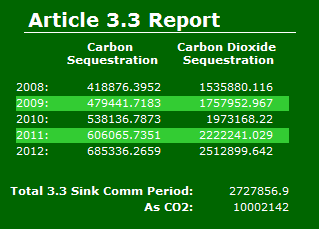 Article 3.3 Report
Carbon Sequestration Carbon Dioxide Sequestration
2008: 418876.3952 1535880.116
2009: 479441.7183 1757952.967
2010: 538136.7873 1973168.22
2011: 606065.7351 2222241.029
2012: 685336.2659 2512899.642
Total 3.3 Sink Comm Period: 2727856.9
As CO2: 10002142